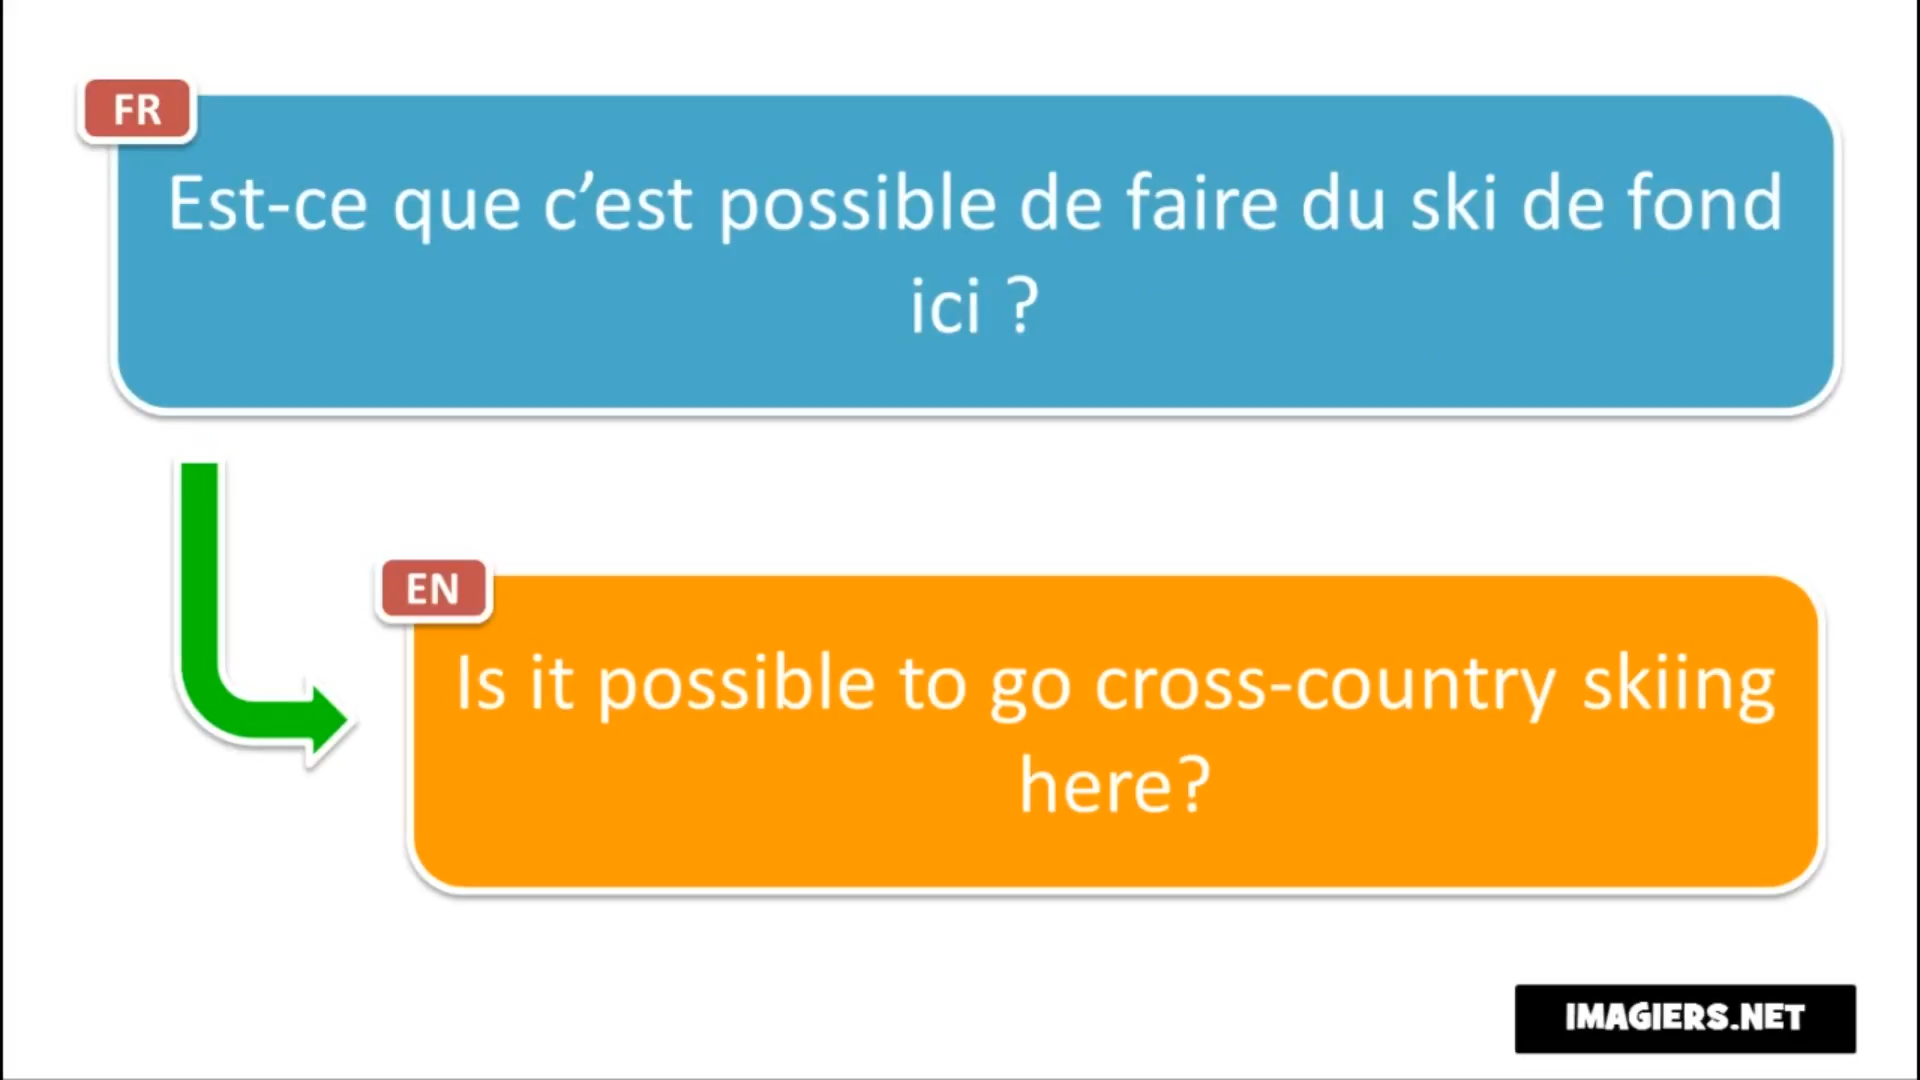 FR
Est-ce que c’est possible de faire du ski de fond
ici ?
EN
Is it possible to go cross-country skiing
here?
IMAGIERS.NET